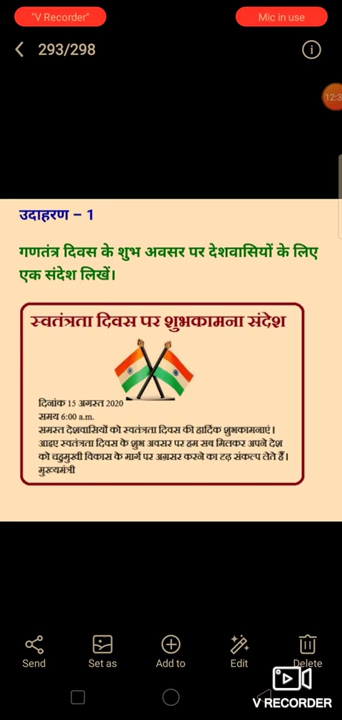 "V Recorder"
Mic in use
293/298
12:3
उदाहरण – 1
गणतंत्र दिवस के शुभ अवसर पर देशवासियों के लिए
एक संदेश लिखें।
स्वतंत्रता दिवस पर शुभकामना संदेश
दिनांक 15 अगस्त 2020
समय 6:00 a.m.
समस्त देशवासियों को स्वतंत्रता दिवस की हार्दिक शुभकामनाएं।
आइए स्वतंत्रता दिवस के शुभ अवसर पर हम सब मिलकर अपने देश
को चहुमुखी विकास के मार्ग पर अग्रसर करने का दृढ़ संकल्प लेते हैं।
मुख्यमंत्री
Send
Set as
Add to
Edit
Delete
V RECORDER